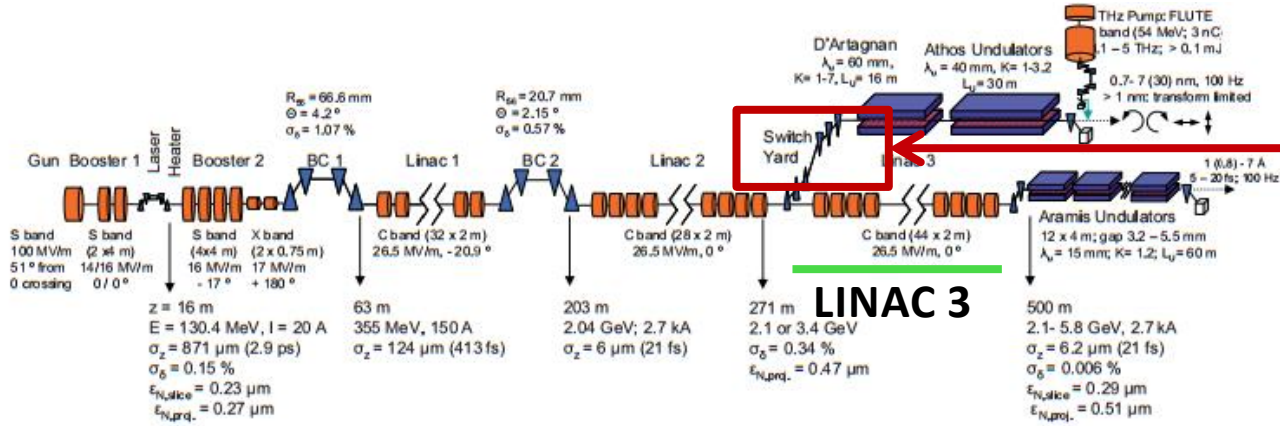 THz Pump: FLUTE
band (54 MeV; 3 nC
.1 – 5 THz; > 0.1 mJ
D'Artagnan
λu = 60 mm,
K= 1-7, Lu = 16 m
Athos Undulators
λu = 40 mm, K= 1-3.2
Lu = 30 m
0.7- 7 (30) nm, 100 Hz
> 1 nm: transform limited
R56 = 66.6 mm
Θ = 4.2 °
σδ = 1.07 %
R56 = 20.7 mm
Θ = 2.15 °
σδ = 0.57 %
Switch
Yard
Gun
Booster 1
Laser
Heater
Booster 2
BC 1
Linac 1
BC 2
Linac 2
Linac 3
1 (0.8) - 7 Å
5 – 20 fs; 100 Hz
S band
100 MV/m
51 ° from
0 crossing
S band
(2 x4 m)
14/16 MV/m
0 / 0 °
S band
(4x4 m)
16 MV/m
- 17 °
X band
(2 x 0.75 m)
17 MV/m
+ 180 °
C band (32 x 2 m)
26.5 MV/m, - 20.9 °
C band (28 x 2 m)
26.5 MV/m, 0 °
C band (44 x 2 m)
26.5 MV/m, 0 °
Aramis Undulators
12 x 4 m; gap 3.2 – 5.5 mm
λu = 15 mm; K= 1.2; Lu = 60 m
LINAC 3
z = 16 m
E = 130.4 MeV, I = 20 A
σz = 871 µm (2.9 ps)
σδ = 0.15 %
εN,slice = 0.23 µm
εN,proj. = 0.27 µm
63 m
355 MeV, 150 A
σz = 124 µm (413 fs)
203 m
2.04 GeV; 2.7 kA
σz = 6 µm (21 fs)
271 m
2.1 or 3.4 GeV
σδ = 0.34 %
εN,proj. = 0.47 µm
500 m
2.1- 5.8 GeV, 2.7 kA
σz = 6.2 µm (21 fs)
σδ = 0.006 %
εN,slice = 0.29 µm
εN,proj. = 0.51 µm